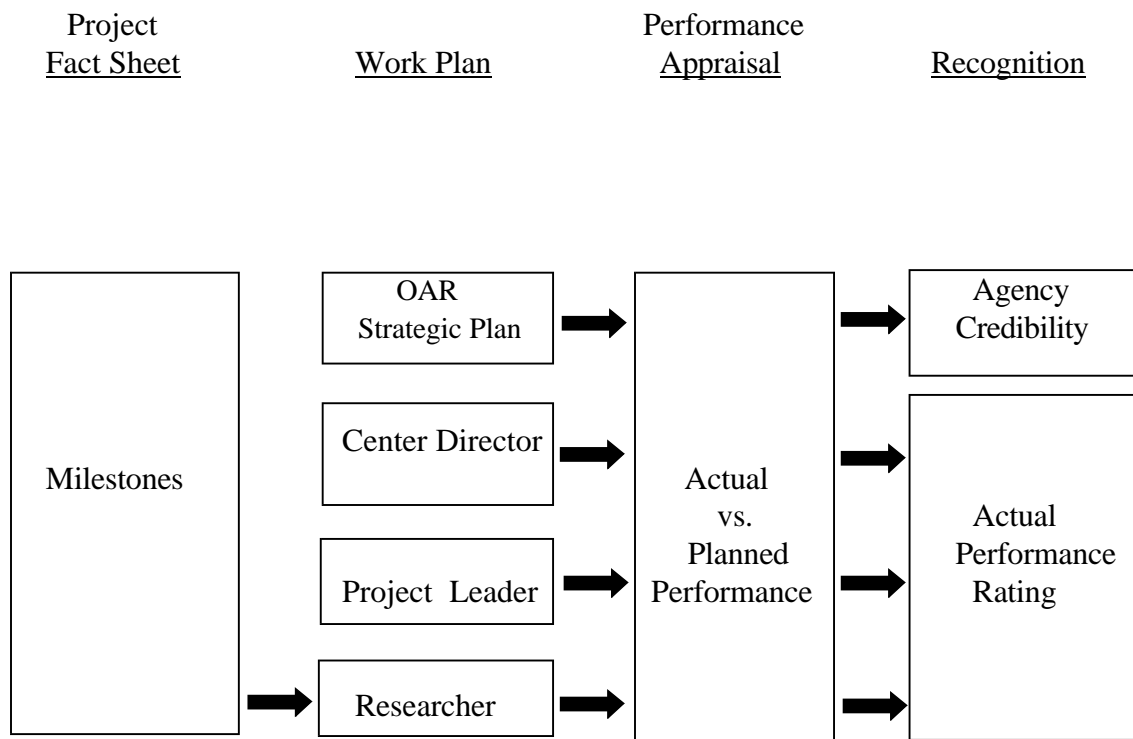 Project
Fact Sheet
Work Plan
Performance
Appraisal
Recognition
Milestones
OAR
Strategic Plan
Center Director
Project Leader
Researcher
Actual
vs.
Planned
Performance
Agency
Credibility
Actual
Performance
Rating